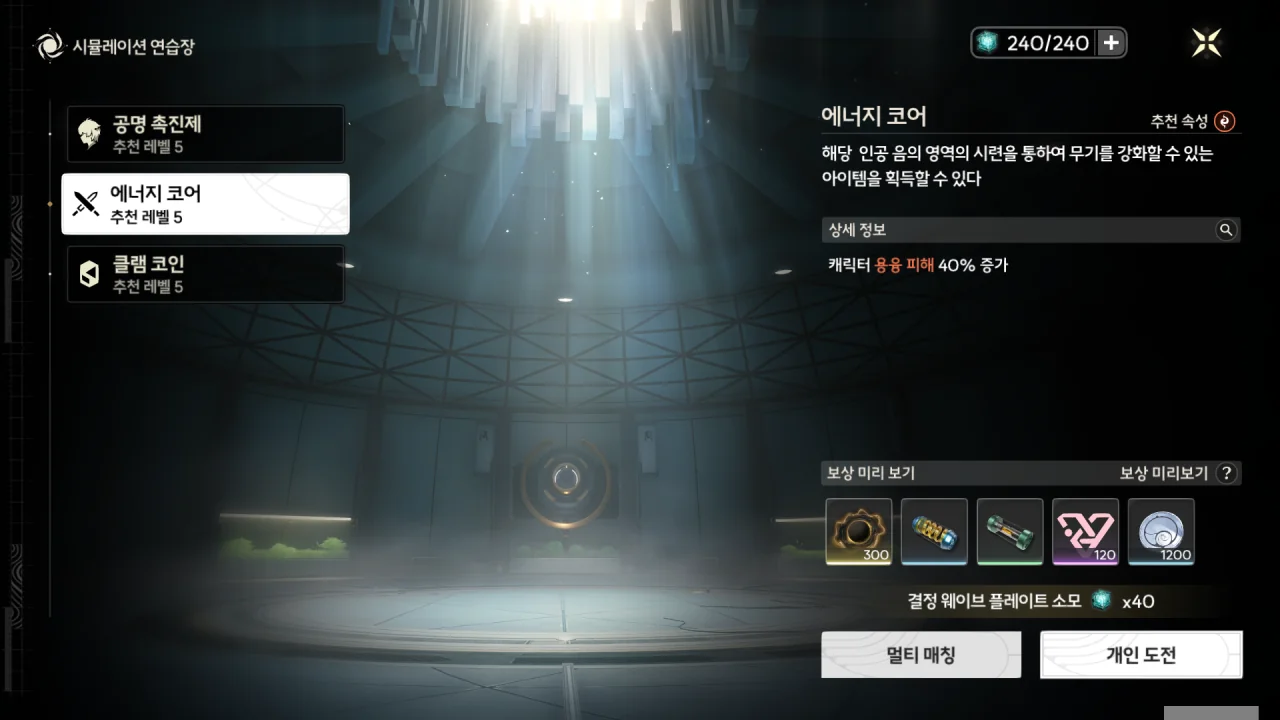 시뮬레이션 연습장
240/240 +
공명 촉진제
추천 레벨 5
에너지 코어
추천 레벨 5
클램 코인
추천 레벨 5
에너지 코어
추천 속성
해당 인공 음의 영역의 시련을 통하여 무기를 강화할 수 있는
아이템을 획득할 수 있다
상세 정보
캐릭터 용융 피해 40% 증가
보상 미리 보기
보상 미리보기 ?
300
120
1200
결정 웨이브 플레이트 소모 x40
멀티 매칭
개인 도전